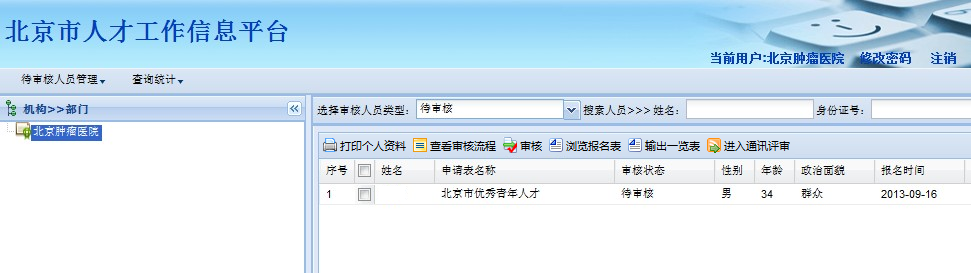 北京市人才工作信息平台
当前用户:北京肿瘤医院 修改密码 注销
待审核人员管理 查询统计
机构>>部门
北京肿瘤医院
选择审核人员类型: 待审核 搜索人员>>> 姓名: 身份证号:
打印个人资料 查看审核流程 审核 浏览报名表 输出一览表 进入通讯评审
序号 姓名 申请表名称 审核状态 性别 年龄 政治面貌 报名时间
1 北京市优秀青年人才 待审核 男 34 群众 2013-09-16